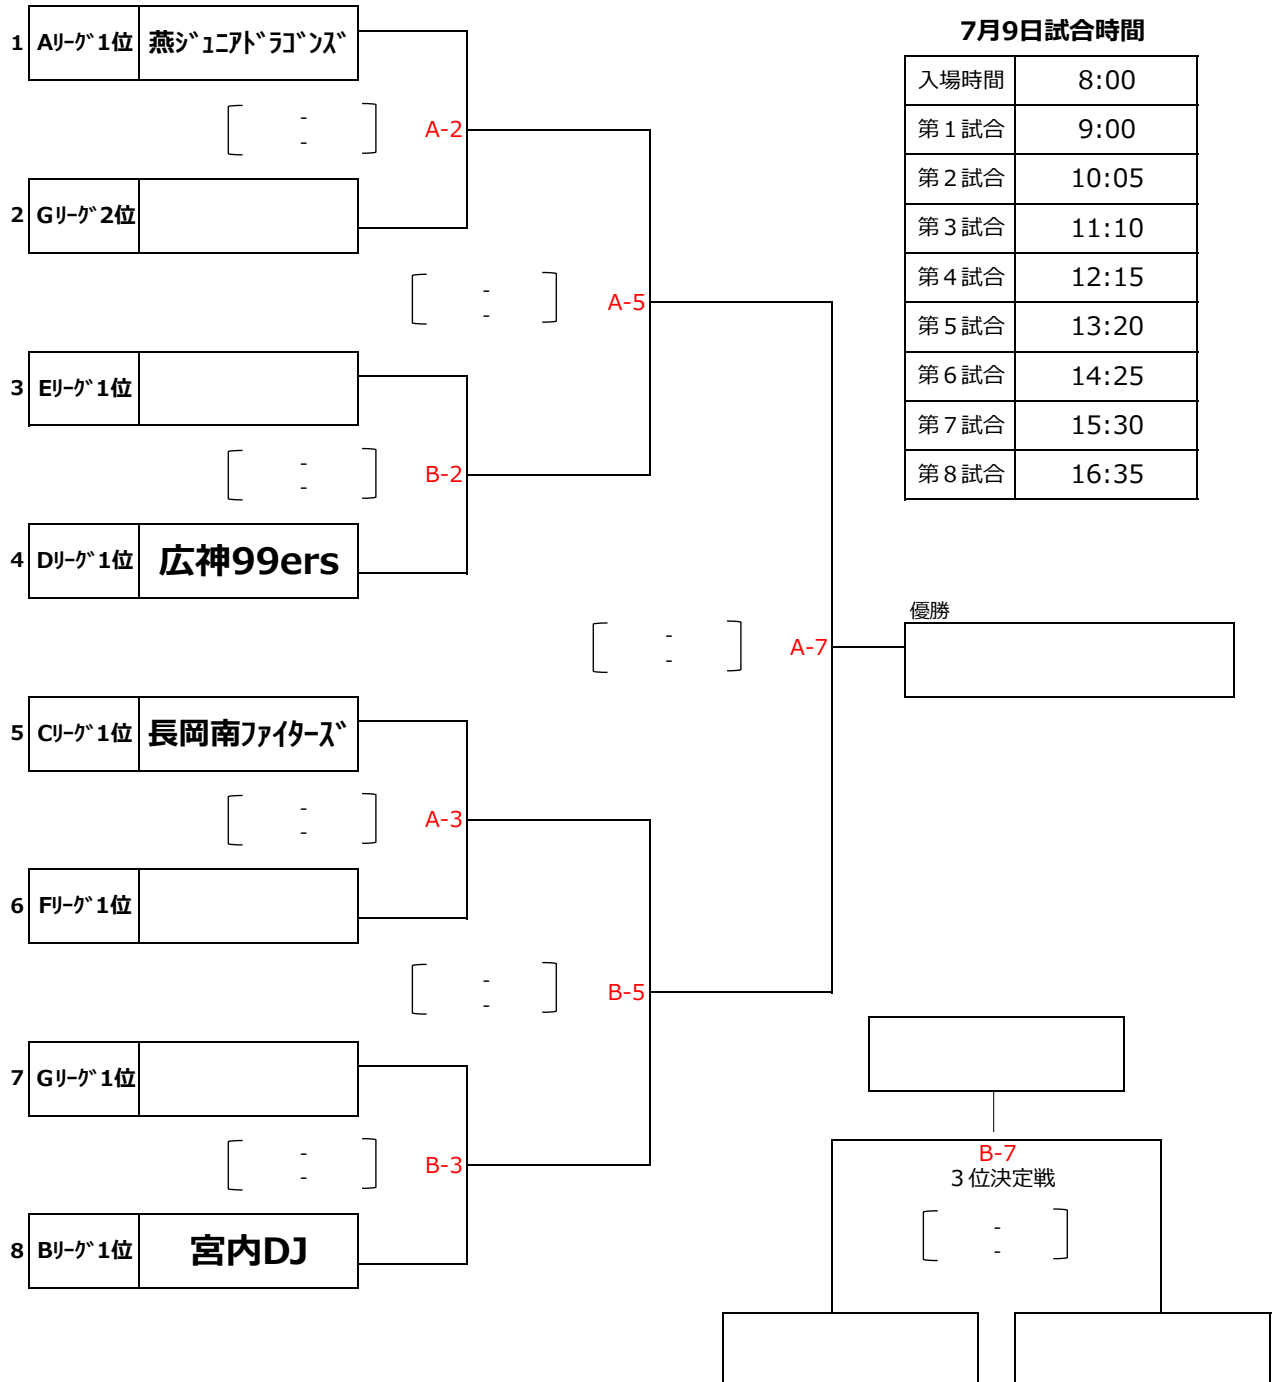 7月9日試合時間
入場時間 8:00
第1試合 9:00
第2試合 10:05
第3試合 11:10
第4試合 12:15
第5試合 13:20
第6試合 14:25
第7試合 15:30
第8試合 16:35
1 Aﾘｰｸﾞ1位 燕ｼﾞｭﾆｱﾄﾞﾗｺﾞﾝｽﾞ
-
- A-2
2 Gﾘｰｸﾞ2位
-
- A-5
3 Eﾘｰｸﾞ1位
-
- B-2
4 Dﾘｰｸﾞ1位 広神99ers
-
- A-7
優勝
5 Cﾘｰｸﾞ1位 長岡南ﾌｧｲﾀｰｽﾞ
-
- A-3
6 Fﾘｰｸﾞ1位
-
- B-5
7 Gﾘｰｸﾞ1位
-
- B-3
8 Bﾘｰｸﾞ1位 宮内DJ
B-7
3位決定戦
-
-